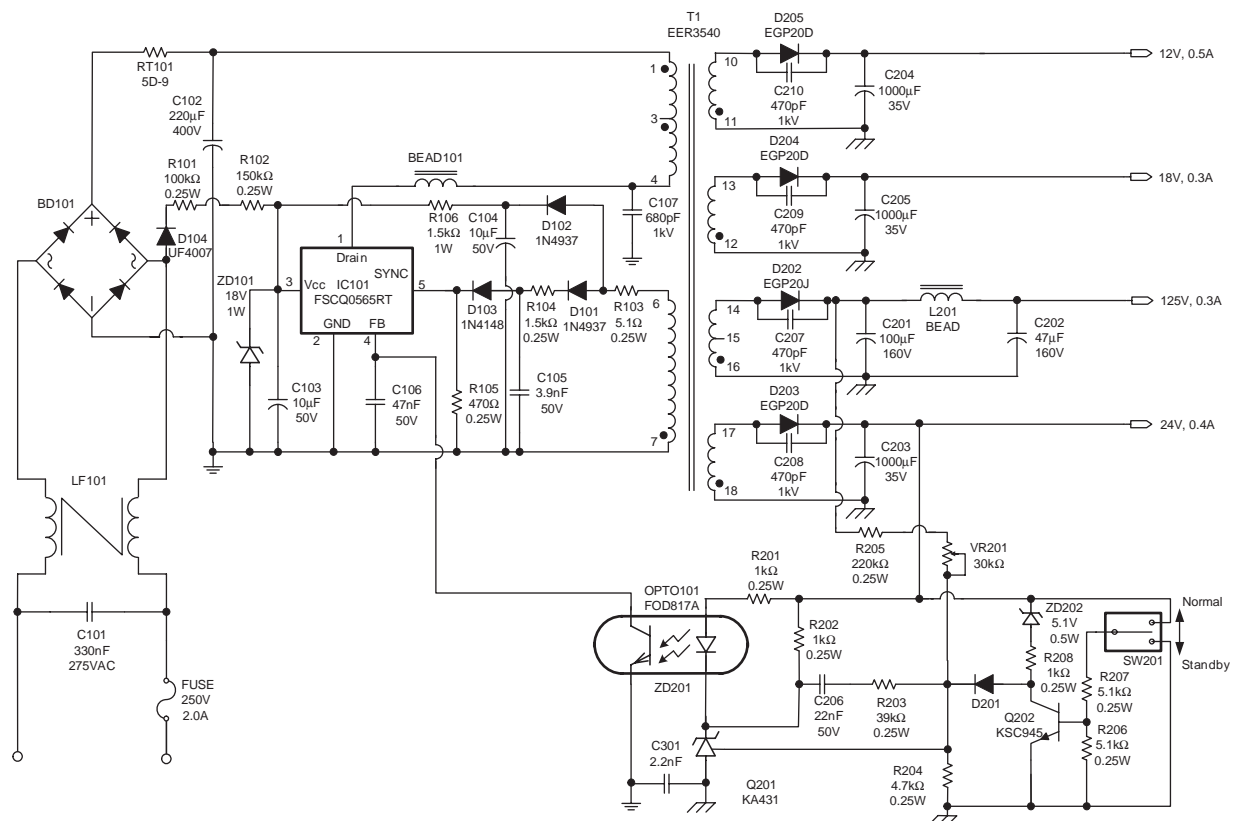 T1
EER3540
D205
EGP20D
RT101
5D-9
C102
220µF
400V
1
3
4
10
11
C210
470pF
1kV
C204
1000µF
35V
12V, 0.5A
D204
EGP20D
R101
100kΩ
0.25W
R102
150kΩ
0.25W
BEAD101
BD101
D104
UF4007
R106
1.5kΩ
1W
C104
10µF
50V
D102
1N4937
C107
680pF
1kV
13
12
C209
470pF
1kV
C205
1000µF
35V
18V, 0.3A
ZD101
18V
1W
1
Drain
SYNC
3
Vcc
IC101
FSCQ0565RT
5
GND
FB
2
4
D103
1N4148
R104
1.5kΩ
0.25W
D101
1N4937
R103
5.1Ω
0.25W
6
7
D202
EGP20J
14
15
16
C207
470pF
1kV
C201
100µF
160V
L201
BEAD
C202
47µF
160V
125V, 0.3A
C103
10µF
50V
C106
47nF
50V
R105
470Ω
0.25W
C105
3.9nF
50V
D203
EGP20D
17
18
C208
470pF
1kV
C203
1000µF
35V
24V, 0.4A
LF101
C101
330nF
275VAC
FUSE
250V
2.0A
OPTO101
FOD817A
ZD201
R201
1kΩ
0.25W
R205
220kΩ
0.25W
VR201
30kΩ
R202
1kΩ
0.25W
C206
22nF
50V
R203
39kΩ
0.25W
D201
ZD202
5.1V
0.5W
R208
1kΩ
0.25W
Q202
KSC945
R207
5.1kΩ
0.25W
R206
5.1kΩ
0.25W
SW201
Normal
Standby
C301
2.2nF
Q201
KA431
R204
4.7kΩ
0.25W